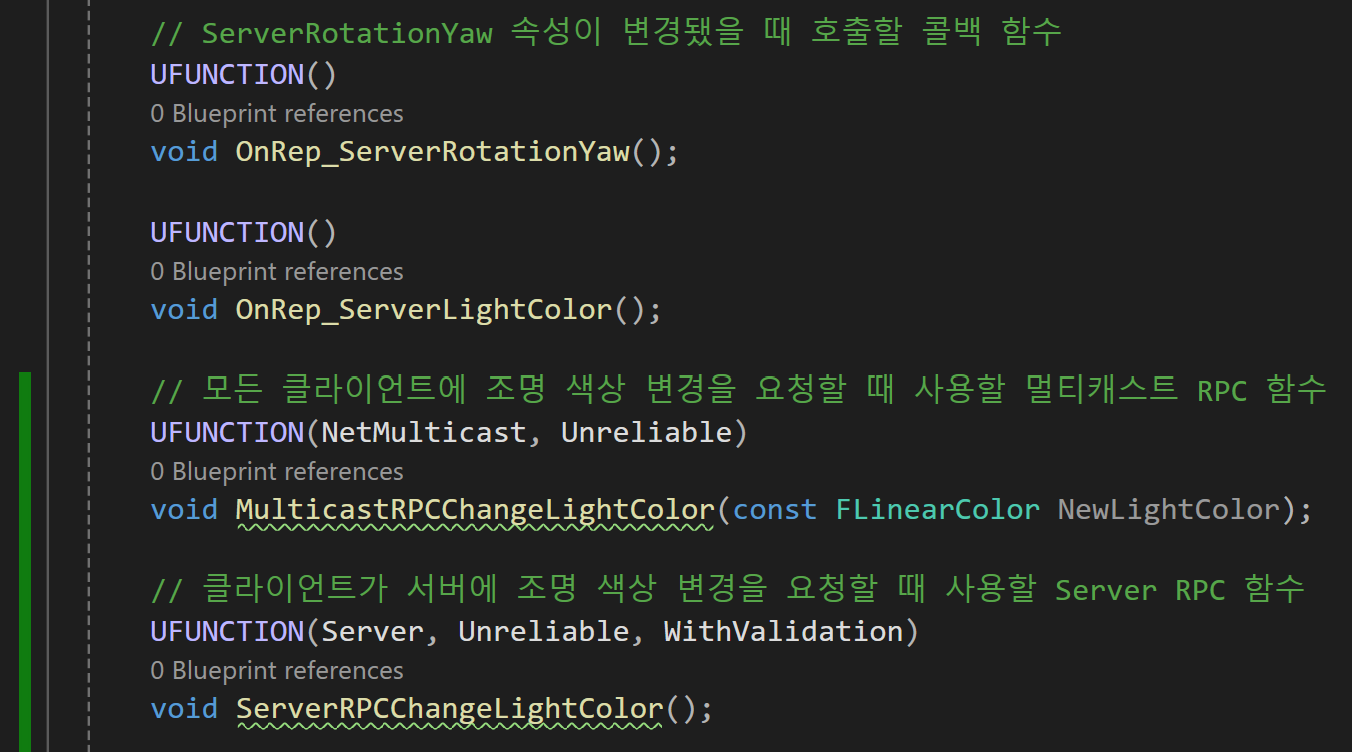 // ServerRotationYaw 속성이 변경됐을 때 호출할 콜백 함수
UFUNCTION()
0 Blueprint references
void OnRep_ServerRotationYaw();
UFUNCTION()
0 Blueprint references
void OnRep_ServerLightColor();
// 모든 클라이언트에 조명 색상 변경을 요청할 때 사용할 멀티캐스트 RPC 함수
UFUNCTION(NetMulticast, Unreliable)
0 Blueprint references
void MulticastRPCChangeLightColor(const FLinearColor NewLightColor);
// 클라이언트가 서버에 조명 색상 변경을 요청할 때 사용할 Server RPC 함수
UFUNCTION(Server, Unreliable, WithValidation)
0 Blueprint references
void ServerRPCChangeLightColor();